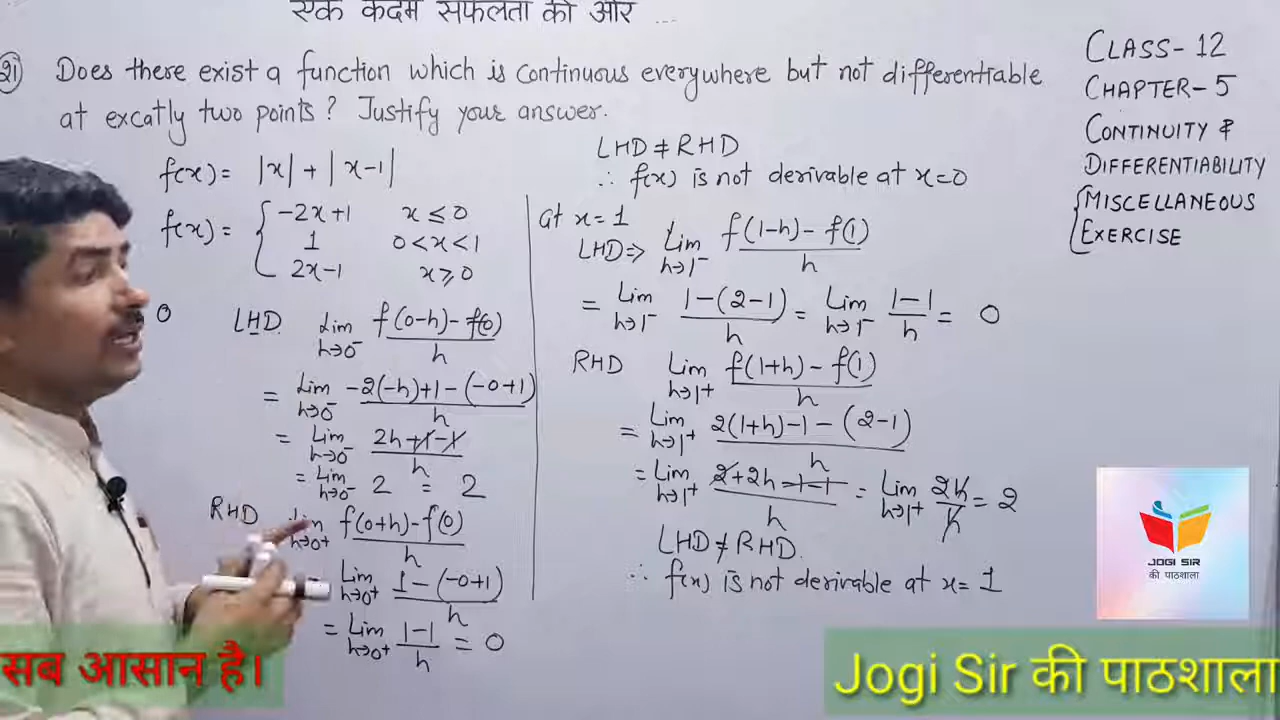 एक कदम सफलता की ओर ...
21) Does there exist a function which is continuous everywhere but not differentiable
at excatly two points? Justify your answer.
f(x) = |x| + |x-1|
f(x) = { -2x+1 x ≤ 0
1 0 < x < 1
2x-1 x ⩾ 0
0
LHD. Lim h→0⁻ f(0-h) - f(0) / h
= Lim h→0⁻ -2(-h)+1-(-0+1) / h
= Lim h→0⁻ 2h+1-1 / h
= Lim h→0⁻ 2 = 2
RHD Lim h→0⁺ f(0+h)-f(0) / h
Lim h→0⁺ 1-(-0+1) / h
= Lim h→0⁺ 1-1 / h = 0
LHD ≠ RHD
∴ f(x) is not derivable at x=0
at x=1
LHD ⇒ Lim h→1⁻ f(1-h) - f(1) / h
= Lim h→1⁻ 1-(2-1) / h = Lim h→1⁻ 1-1 / h = 0
RHD Lim h→1⁺ f(1+h) - f(1) / h
= Lim h→1⁺ 2(1+h)-1-(2-1) / h
= Lim h→1⁺ 2+2h-1-1 / h = Lim h→1⁺ 2h / h = 2
LHD ≠ RHD.
∴ f(x) is not derivable at x=1
CLASS-12
CHAPTER-5
CONTINUITY &
DIFFERENTIABILITY
{MISCELLANEOUS
EXERCISE
JOGI SIR
की पाठशाला
सब आसान है।
Jogi Sir की पाठशाला